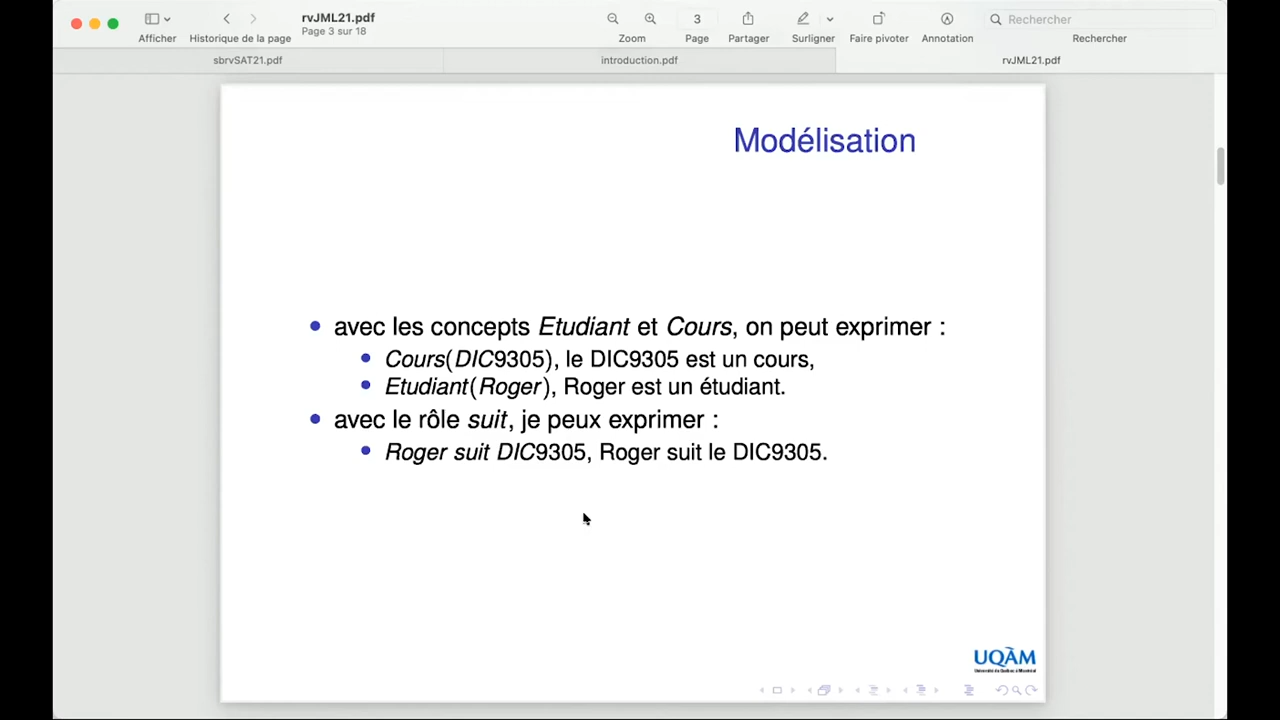 rvJML21.pdf
Page 3 sur 18
3
Rechercher
Afficher
Historique de la page
Zoom
Page
Partager
Surligner
Faire pivoter
Annotation
Rechercher
sbrvSAT21.pdf
introduction.pdf
rvJML21.pdf
Modélisation
avec les concepts Etudiant et Cours, on peut exprimer :
Cours(DIC9305), le DIC9305 est un cours,
Etudiant(Roger), Roger est un étudiant.
avec le rôle suit, je peux exprimer :
Roger suit DIC9305, Roger suit le DIC9305.
UQÀM
Université du Québec à Montréal